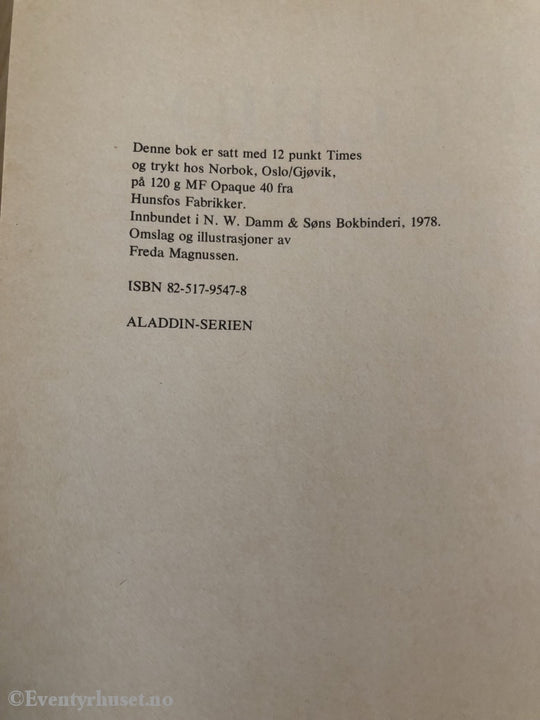 Denne bok er satt med 12 punkt Times
og trykt hos Norbok, Oslo/Gjøvik,
på 120 g MF Opaque 40 fra
Hunsfos Fabrikker.
Innbundet i N. W. Damm & Søns Bokbinderi, 1978.
Omslag og illustrasjoner av
Freda Magnussen.
ISBN 82-517-9547-8
ALADDIN-SERIEN
©Eventyrhuset.no